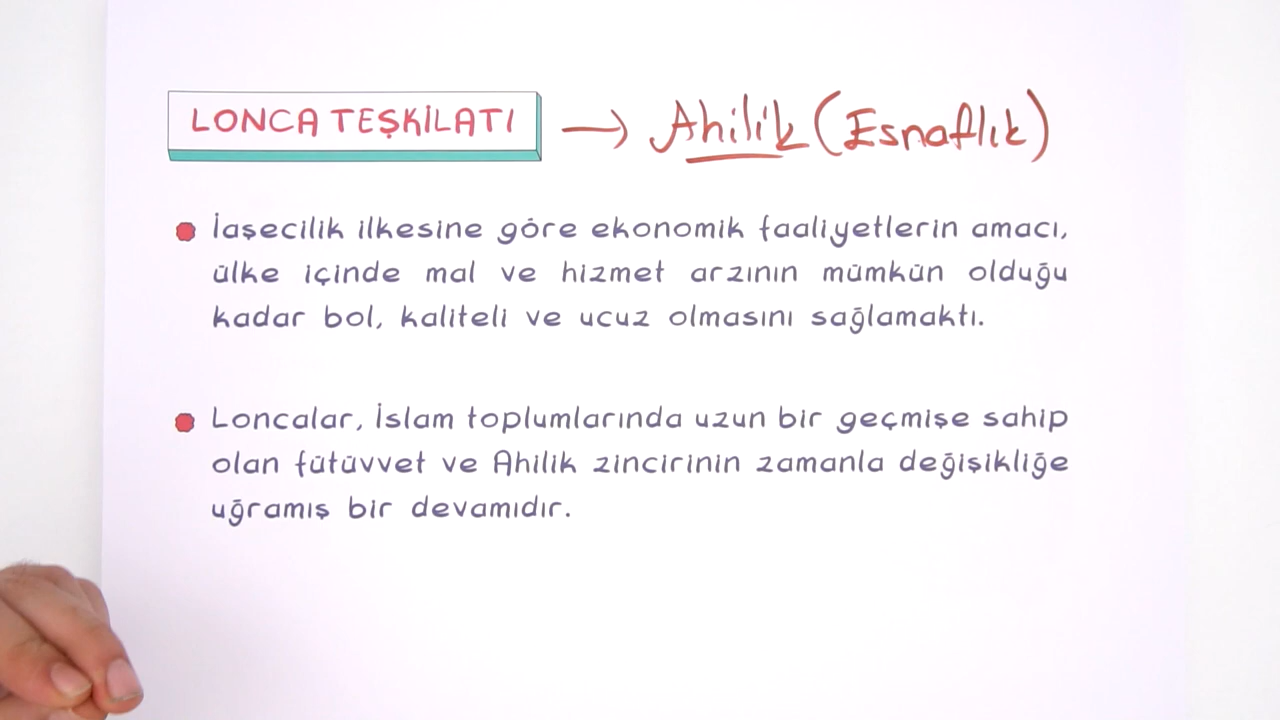 LONCA TEŞKİLATI → Ahilik (Esnaflık)
İaşecilik ilkesine göre ekonomik faaliyetlerin amacı,
ülke içinde mal ve hizmet arzının mümkün olduğu
kadar bol, kaliteli ve ucuz olmasını sağlamaktı.
Loncalar, İslam toplumlarında uzun bir geçmişe sahip
olan fütüvvet ve Ahilik zincirinin zamanla değişikliğe
uğramış bir devamıdır.